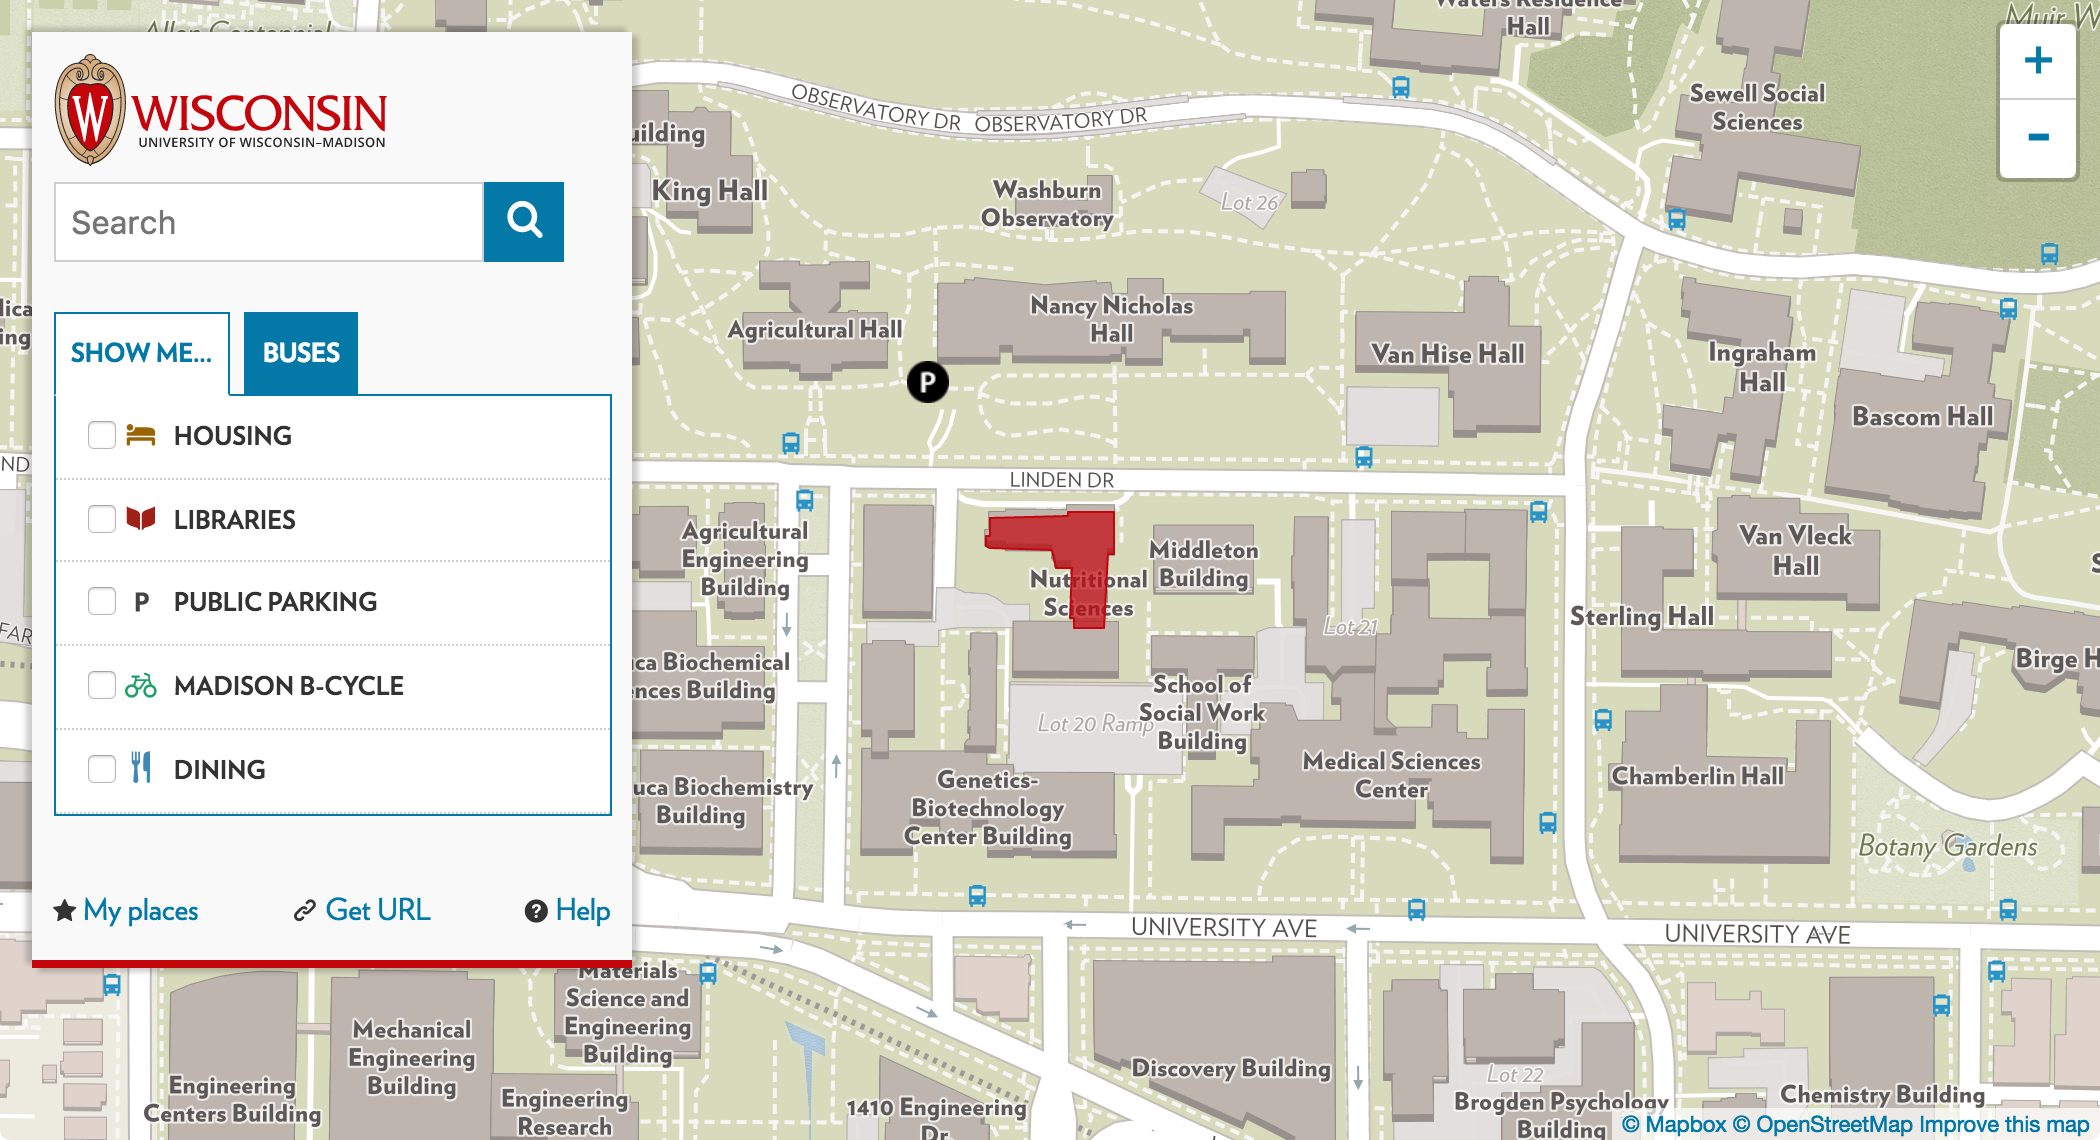 W
WISCONSIN
UNIVERSITY OF WISCONSIN–MADISON
Search
SHOW ME...
BUSES
HOUSING
LIBRARIES
P PUBLIC PARKING
MADISON B-CYCLE
DINING
My places
Get URL
? Help
+
-
Allen Centennial
Hall
Sewell Social
Sciences
OBSERVATORY DR
OBSERVATORY DR
King Hall
Washburn
Observatory
Lot 26
Agricultural Hall
Nancy Nicholas
Hall
Van Hise Hall
Ingraham
Hall
Bascom Hall
P
LINDEN DR
Agricultural
Engineering
Building
Nutritional
Sciences
Middleton
Building
Lot 21
Van Vleck
Hall
Sterling Hall
Birge H
uca Biochemical
ences Building
Lot 20 Ramp
School of
Social Work
Building
Medical Sciences
Center
Chamberlin Hall
uca Biochemistry
Building
Genetics-
Biotechnology
Center Building
Botany Gardens
UNIVERSITY AVE
UNIVERSITY AVE
Materials
Science and
Engineering
Building
Mechanical
Engineering
Building
Engineering
Centers Building
Engineering
Research
1410 Engineering
Dr
Discovery Building
Lot 22
Brogden Psychology
Building
Chemistry Building
© Mapbox © OpenStreetMap Improve this map